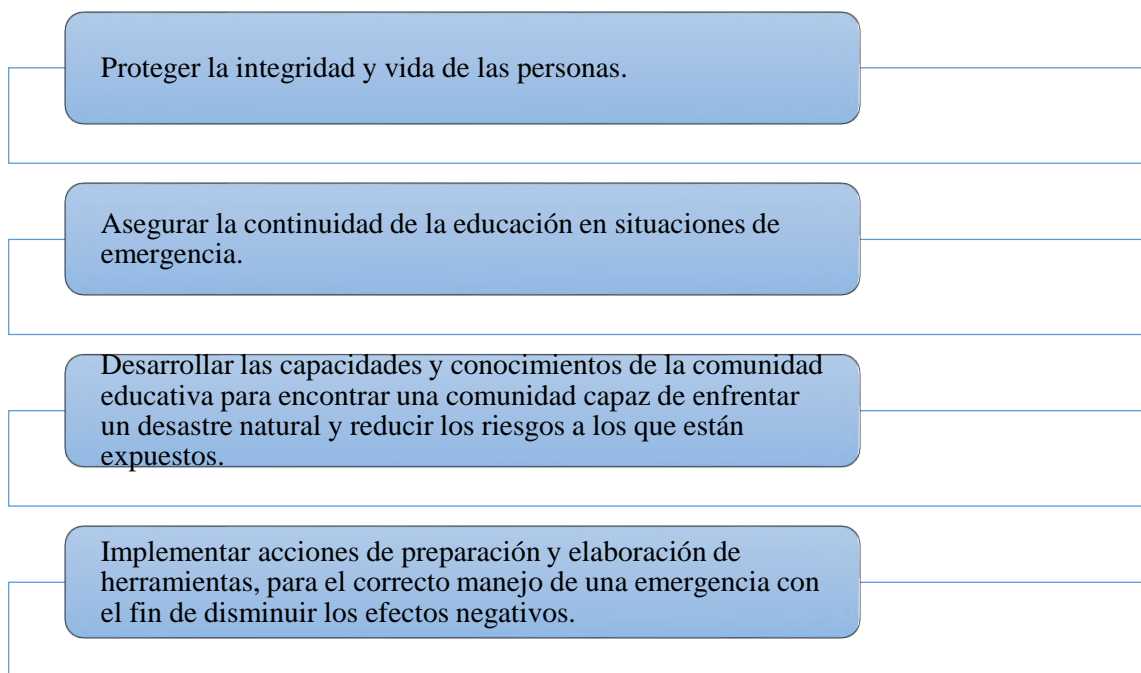 Proteger la integridad y vida de las personas.
Asegurar la continuidad de la educación en situaciones de
emergencia.
Desarrollar las capacidades y conocimientos de la comunidad
educativa para encontrar una comunidad capaz de enfrentar
un desastre natural y reducir los riesgos a los que están
expuestos.
Implementar acciones de preparación y elaboración de
herramientas, para el correcto manejo de una emergencia con
el fin de disminuir los efectos negativos.